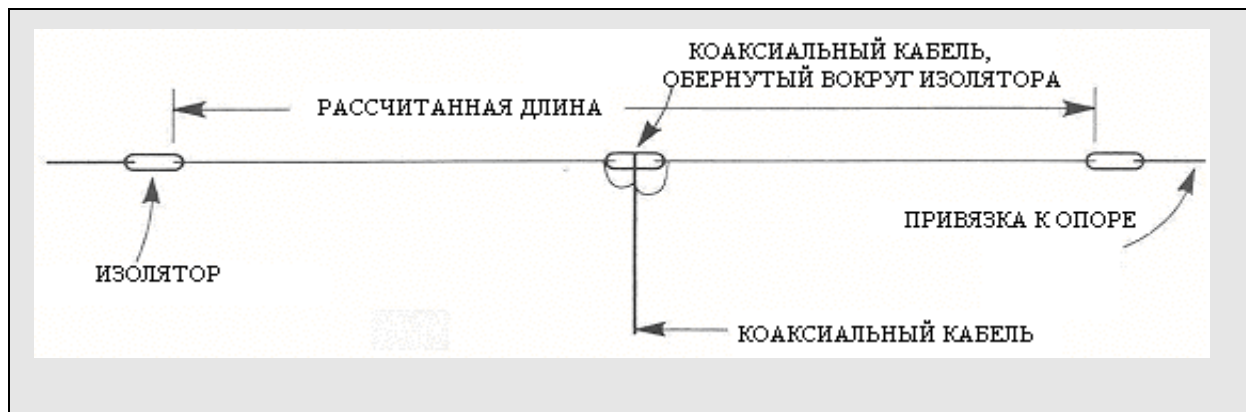 КОАКСИАЛЬНЫЙ КАБЕЛЬ,
ОБЕРНУТЫЙ ВОКРУГ ИЗОЛЯТОРА
РАССЧИТАННАЯ ДЛИНА
ПРИВЯЗКА К ОПОРЕ
ИЗОЛЯТОР
КОАКСИАЛЬНЫЙ КАБЕЛЬ